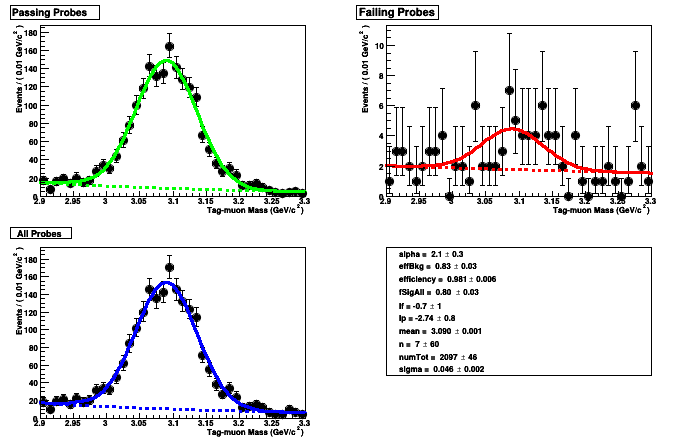 Passing Probes
Events / ( 0.01 GeV/c² )
180
160
140
120
100
80
60
40
20
0
2.9 2.95 3 3.05 3.1 3.15 3.2 3.25 3.3
Tag-muon Mass (GeV/c²)
Failing Probes
Events / ( 0.01 GeV/c² )
10
8
6
4
2
0
2.9 2.95 3 3.05 3.1 3.15 3.2 3.25 3.3
Tag-muon Mass (GeV/c²)
All Probes
Events / ( 0.01 GeV/c² )
180
160
140
120
100
80
60
40
20
0
2.9 2.95 3 3.05 3.1 3.15 3.2 3.25 3.3
Tag-muon Mass (GeV/c²)
alpha = 2.1 ± 0.3
effBkg = 0.83 ± 0.03
efficiency = 0.981 ± 0.006
fSigAll = 0.80 ± 0.03
lf = -0.7 ± 1
lp = -2.74 ± 0.8
mean = 3.090 ± 0.001
n = 7 ± 60
numTot = 2097 ± 46
sigma = 0.046 ± 0.002